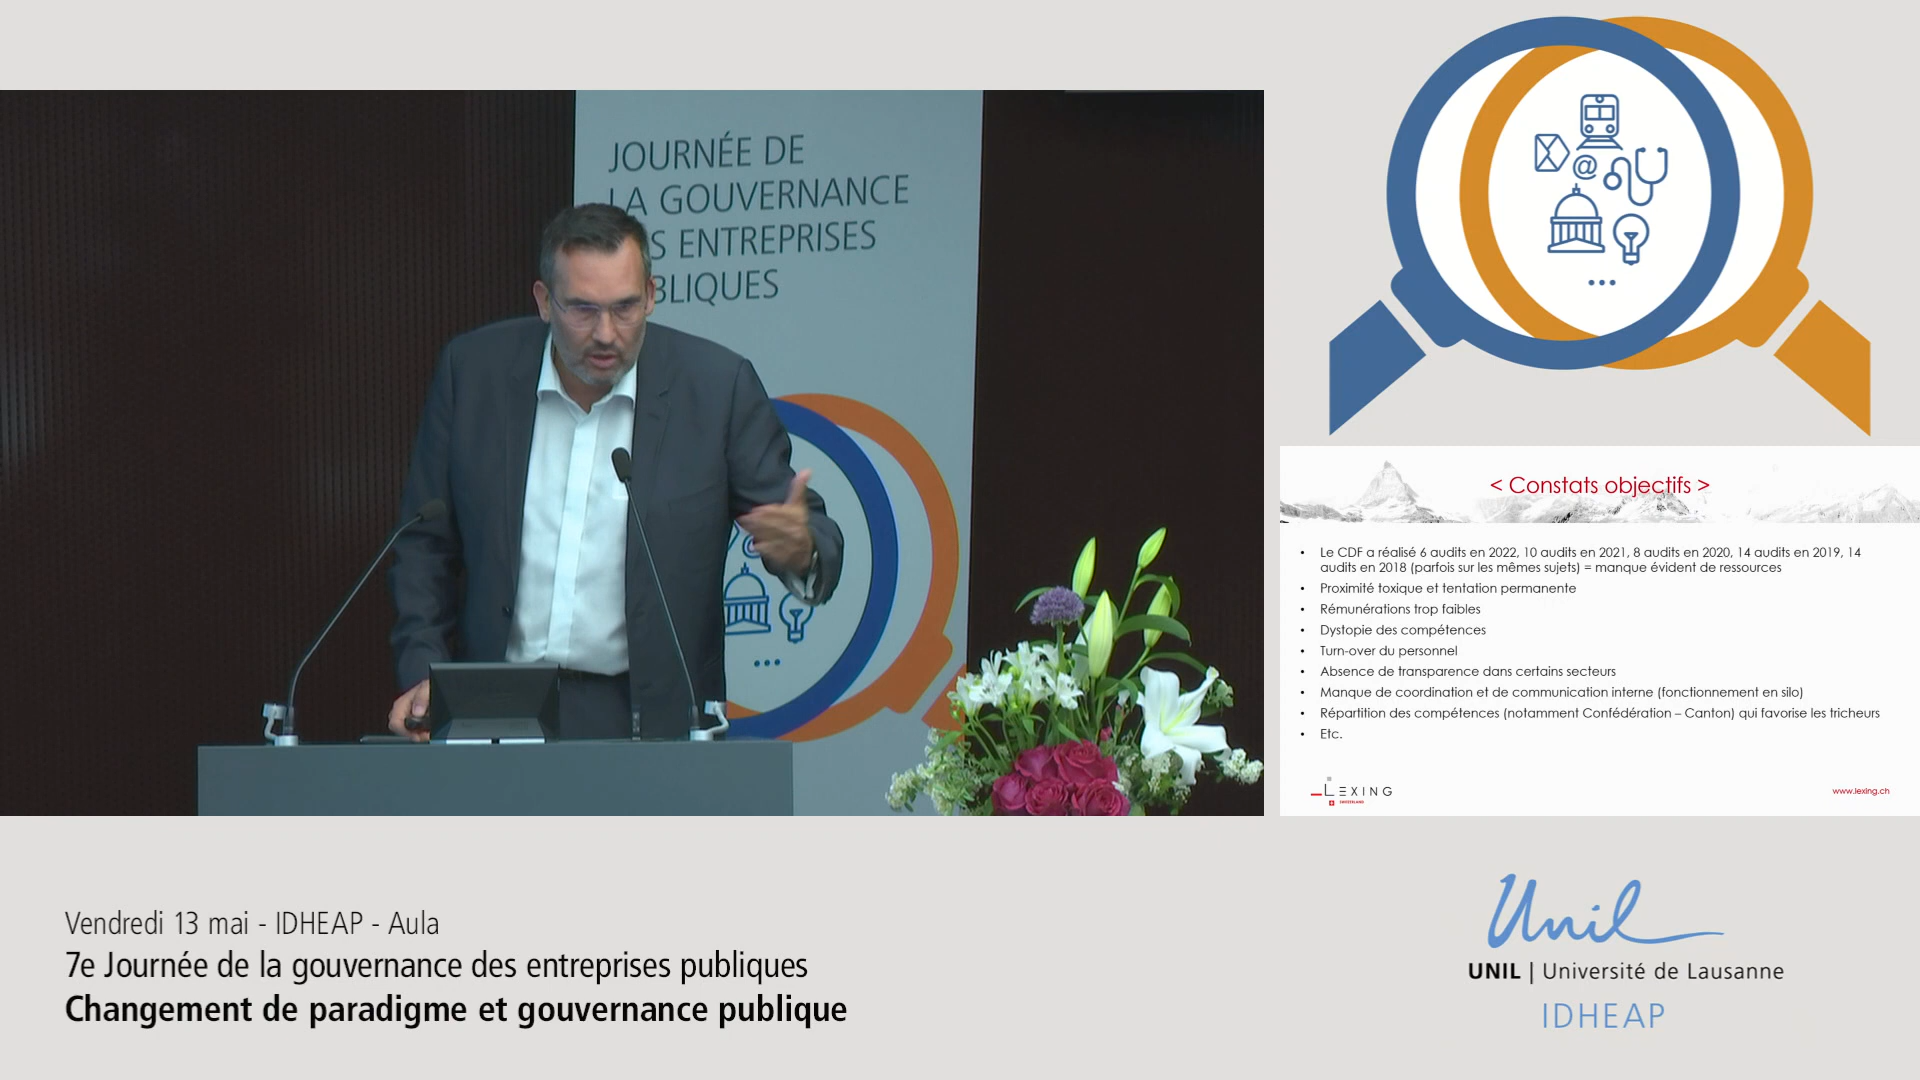 JOURNÉE DE
LA GOUVERNANCE
S ENTREPRISES
BLIQUES
@
< Constats objectifs >
• Le CDF a réalisé 6 audits en 2022, 10 audits en 2021, 8 audits en 2020, 14 audits en 2019, 14
audits en 2018 (parfois sur les mêmes sujets) = manque évident de ressources
• Proximité toxique et tentation permanente
• Rémunérations trop faibles
• Dystopie des compétences
• Turn-over du personnel
• Absence de transparence dans certains secteurs
• Manque de coordination et de communication interne (fonctionnement en silo)
• Répartition des compétences (notamment Confédération – Canton) qui favorise les tricheurs
• Etc.
LEXING
SWITZERLAND
www.lexing.ch
Vendredi 13 mai - IDHEAP - Aula
7e Journée de la gouvernance des entreprises publiques
Changement de paradigme et gouvernance publique
Unil
UNIL | Université de Lausanne
IDHEAP